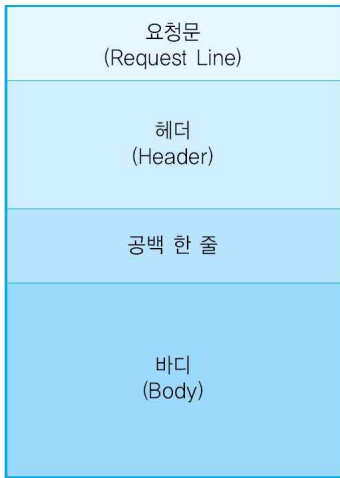 요청문
(Request Line)
헤더
(Header)
공백 한 줄
바디
(Body)